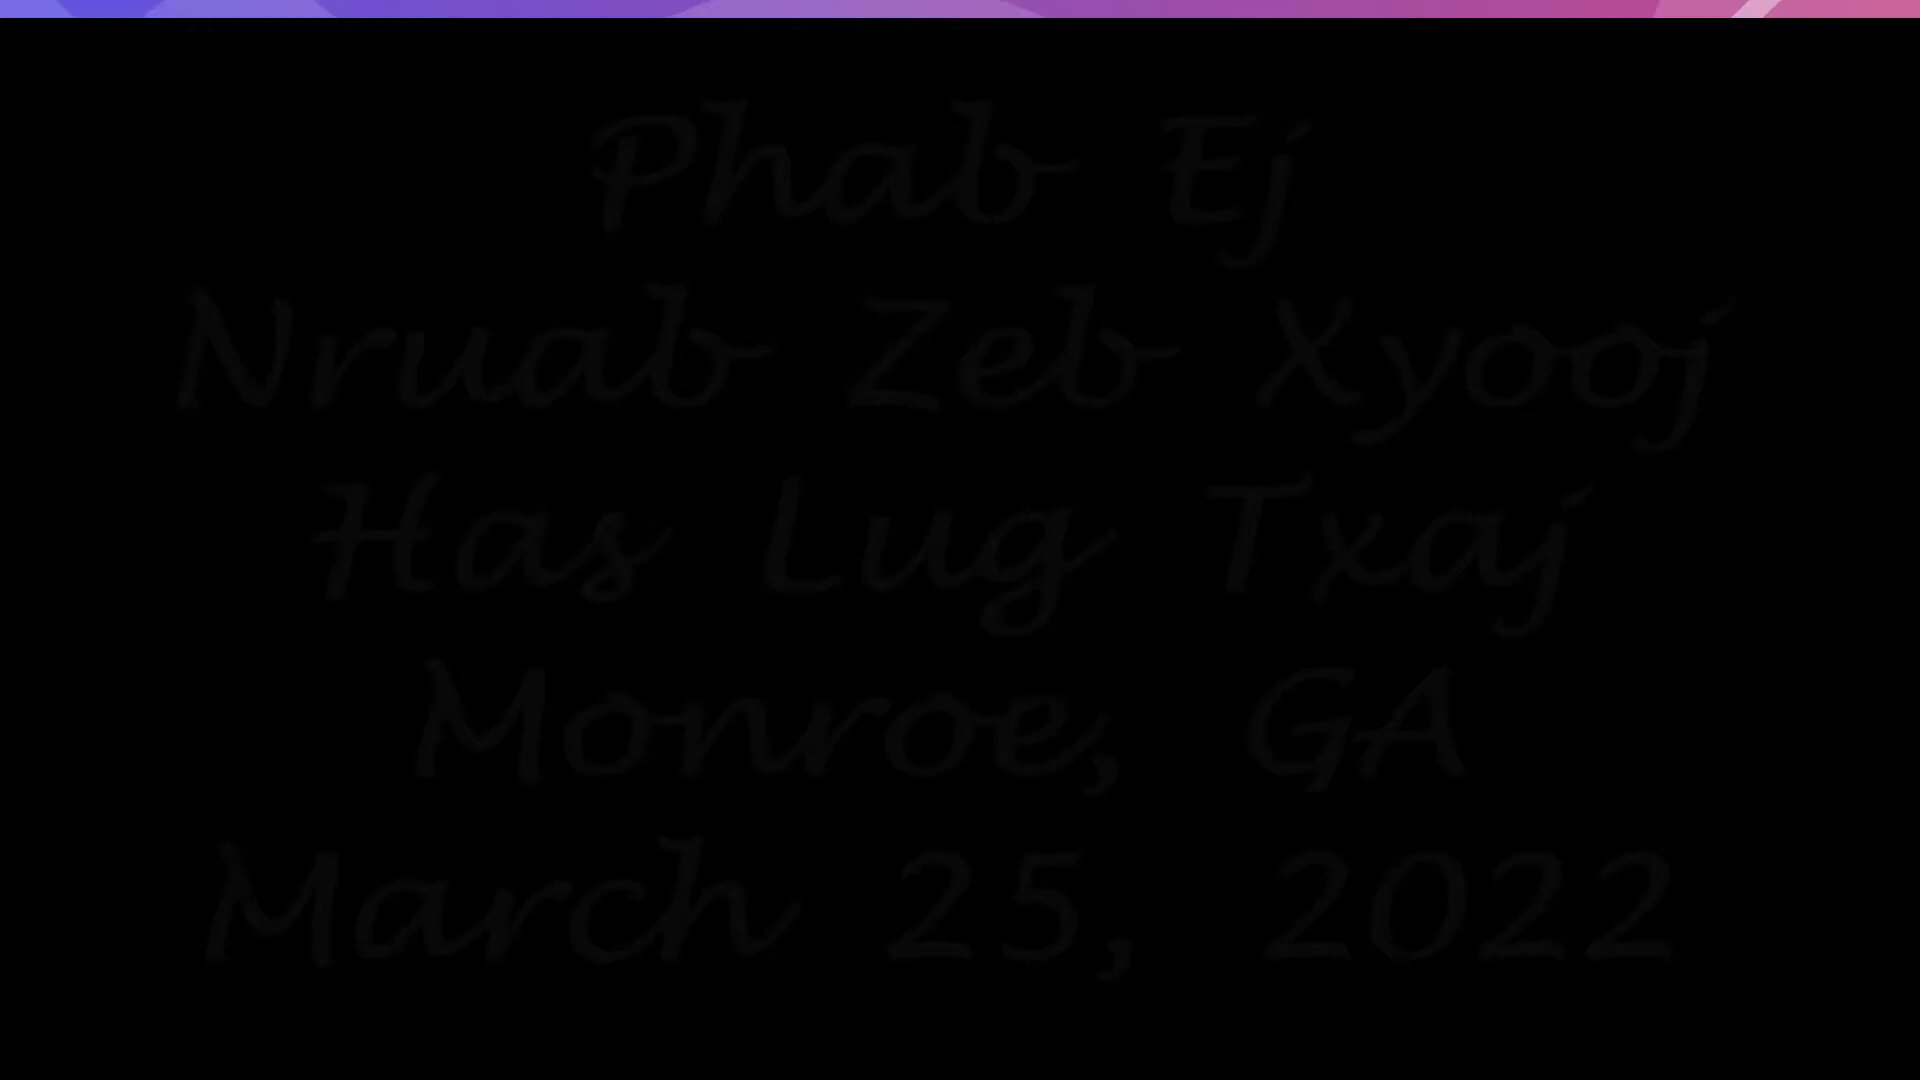 Phab Ej
Nruab Zeb Xyooj
Has Lug Txaj
Monroe, GA
March 25, 2022